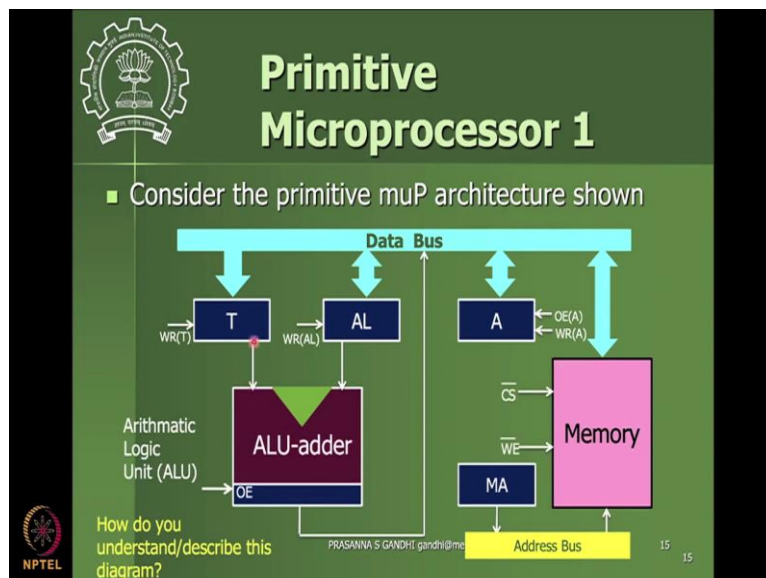 Primitive
Microprocessor 1
Consider the primitive muP architecture shown
Data Bus
T
AL
A
WR(T)
WR(AL)
OE(A)
WR(A)
CS
WE
Memory
Arithmatic
Logic
Unit (ALU)
ALU-adder
OE
MA
Address Bus
How do you
understand/describe this
diagram?
PRASANNA S GANDHI gandhi@me
15
15
NPTEL